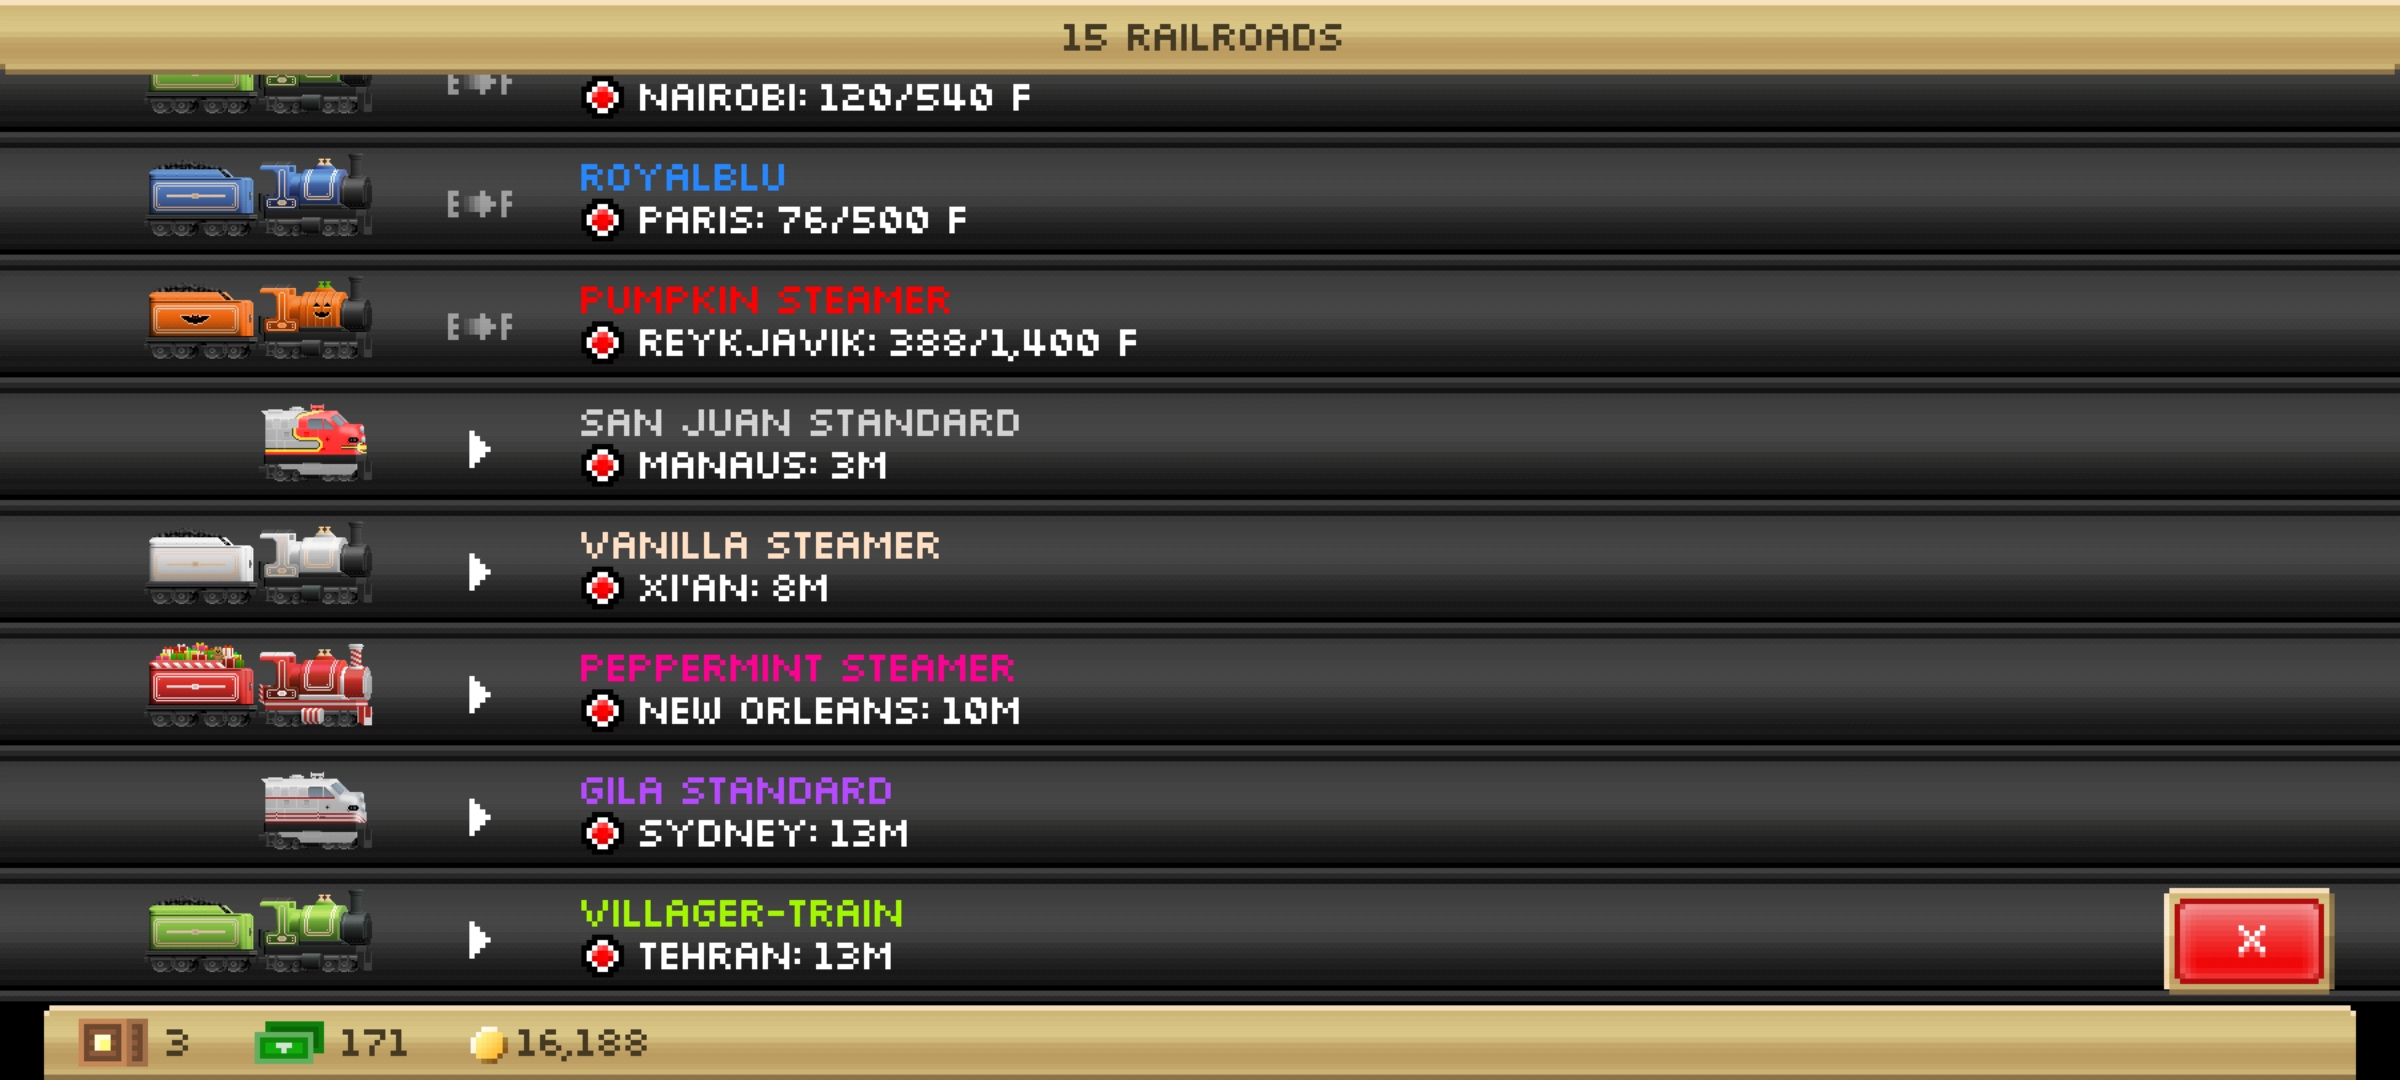 15 RAILROADS
E F
NAIROBI: 120/540 F
ROYALBLU
E F
PARIS: 76/500 F
PUMPKIN STEAMER
E F
REYKJAVIK: 388/1,400 F
SAN JUAN STANDARD
MANAUS: 3M
VANILLA STEAMER
XI'AN: 8M
PEPPERMINT STEAMER
NEW ORLEANS: 10M
GILA STANDARD
SYDNEY: 13M
VILLAGER-TRAIN
TEHRAN: 13M
X
3 171 16,188